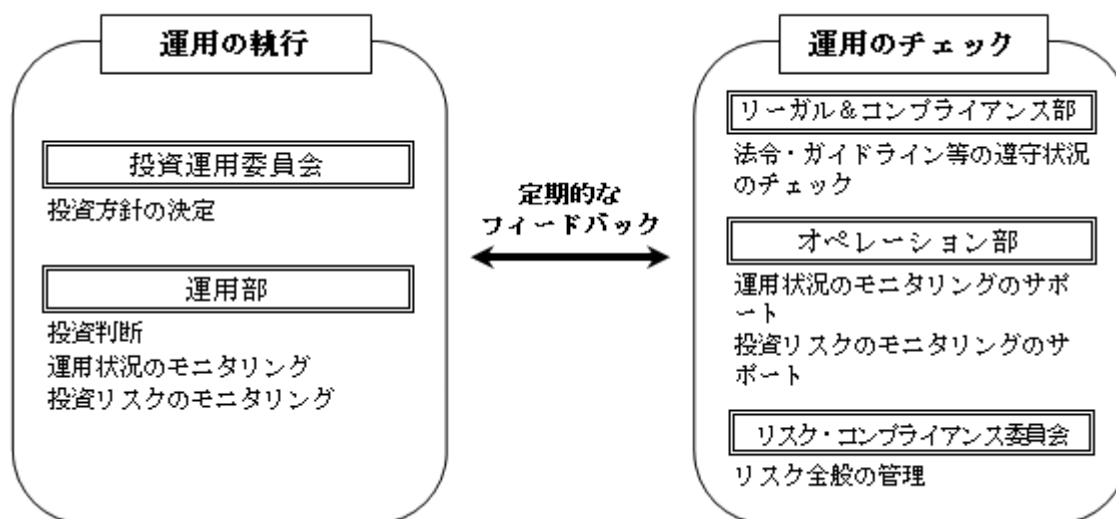 運用の執行
投資運用委員会
投資方針の決定
運用部
投資判断
運用状況のモニタリング
投資リスクのモニタリング
定期的な
フィードバック
運用のチェック
リーガル&コンプライアンス部
法令・ガイドライン等の遵守状況
のチェック
オペレーション部
運用状況のモニタリングのサポ
ート
投資リスクのモニタリングのサ
ポート
リスク・コンプライアンス委員会
リスク全般の管理